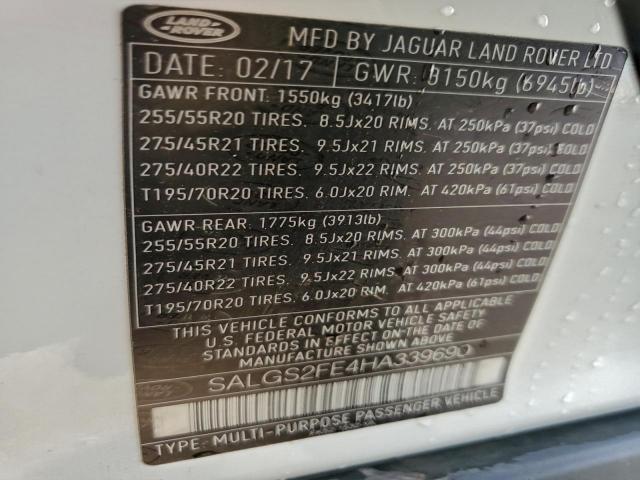 LAND-
ROVER
MFD BY JAGUAR LAND ROVER LTD
DATE: 02/17 GWR: 3150kg (6945lb)
GAWR FRONT: 1550kg (3417lb)
255/55R20 TIRES. 8.5Jx20 RIMS. AT 250kPa (37psi) COLD
275/45R21 TIRES. 9.5Jx21 RIMS. AT 250kPa (37psi) COLD
275/40R22 TIRES. 9.5Jx22 RIMS. AT 250kPa (37psi) COLD
T195/70R20 TIRES. 6.0Jx20 RIM. AT 420kPa (61psi) COLD
GAWR REAR: 1775kg (3913lb)
255/55R20 TIRES. 8.5Jx20 RIMS. AT 300kPa (44psi) COLD
275/45R21 TIRES. 9.5Jx21 RIMS. AT 300kPa (44psi) COLD
275/40R22 TIRES. 9.5Jx22 RIMS. AT 300kPa (44psi) COLD
T195/70R20 TIRES. 6.0Jx20 RIM. AT 420kPa (61psi) COLD
THIS VEHICLE CONFORMS TO ALL APPLICABLE
U.S. FEDERAL MOTOR VEHICLE SAFETY
STANDARDS IN EFFECT ON THE DATE OF
MANUFACTURE SHOWN ABOVE.
SALGS2FE4HA339690
TYPE: MULTI-PURPOSE PASSENGER VEHICLE